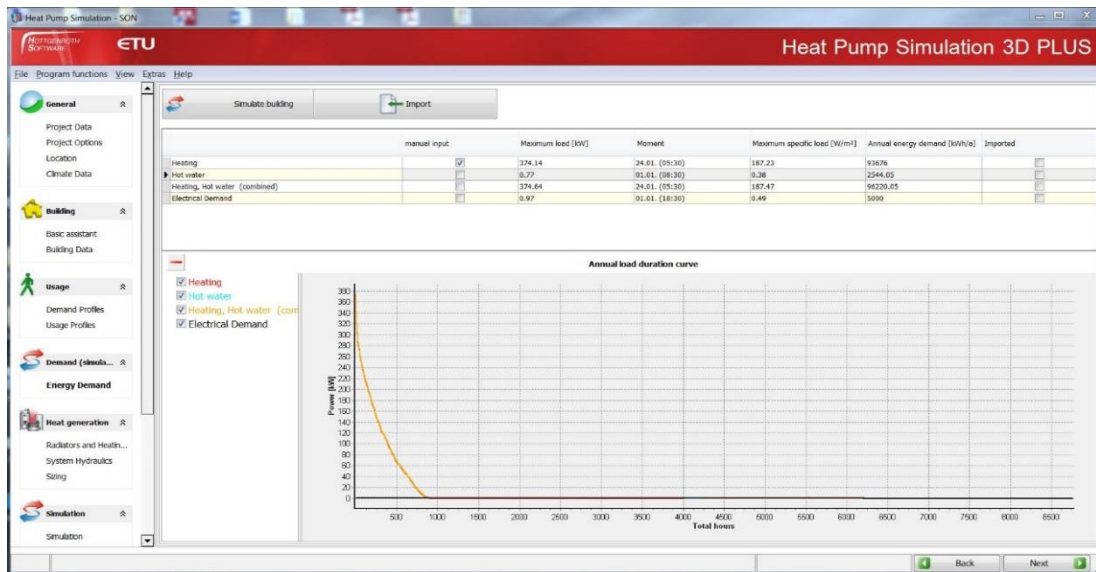 Heat Pump Simulation - SON
HOTTGENROTH SOFTWARE ETU Heat Pump Simulation 3D PLUS
File Program functions View Extras Help
General
Project Data
Project Options
Location
Climate Data
Building
Basic assistant
Building Data
Usage
Demand Profiles
Usage Profiles
Demand (simula...
Energy Demand
Heat generation
Radiators and Heatin...
System Hydraulics
Sizing
Simulation
Simulation
Simulate building Import
manual input Maximum load [kW] Moment Maximum specific load [W/m²] Annual energy demand [kWh/a] Imported
Heating 374.14 24.01. (05:30) 187.23 93676
Hot water 0.77 01.01. (08:30) 0.38 2544.05
Heating, Hot water (combined) 374.64 24.01. (05:30) 187.47 96220.05
Electrical Demand 0.97 01.01. (18:30) 0.49 5000
Annual load duration curve
Heating
Hot water
Heating, Hot water (com
Electrical Demand
Power [kW]
380
360
340
320
300
280
260
240
220
200
180
160
140
120
100
80
60
40
20
0
500 1000 1500 2000 2500 3000 3500 4000 4500 5000 5500 6000 6500 7000 7500 8000 8500
Total hours
Back Next